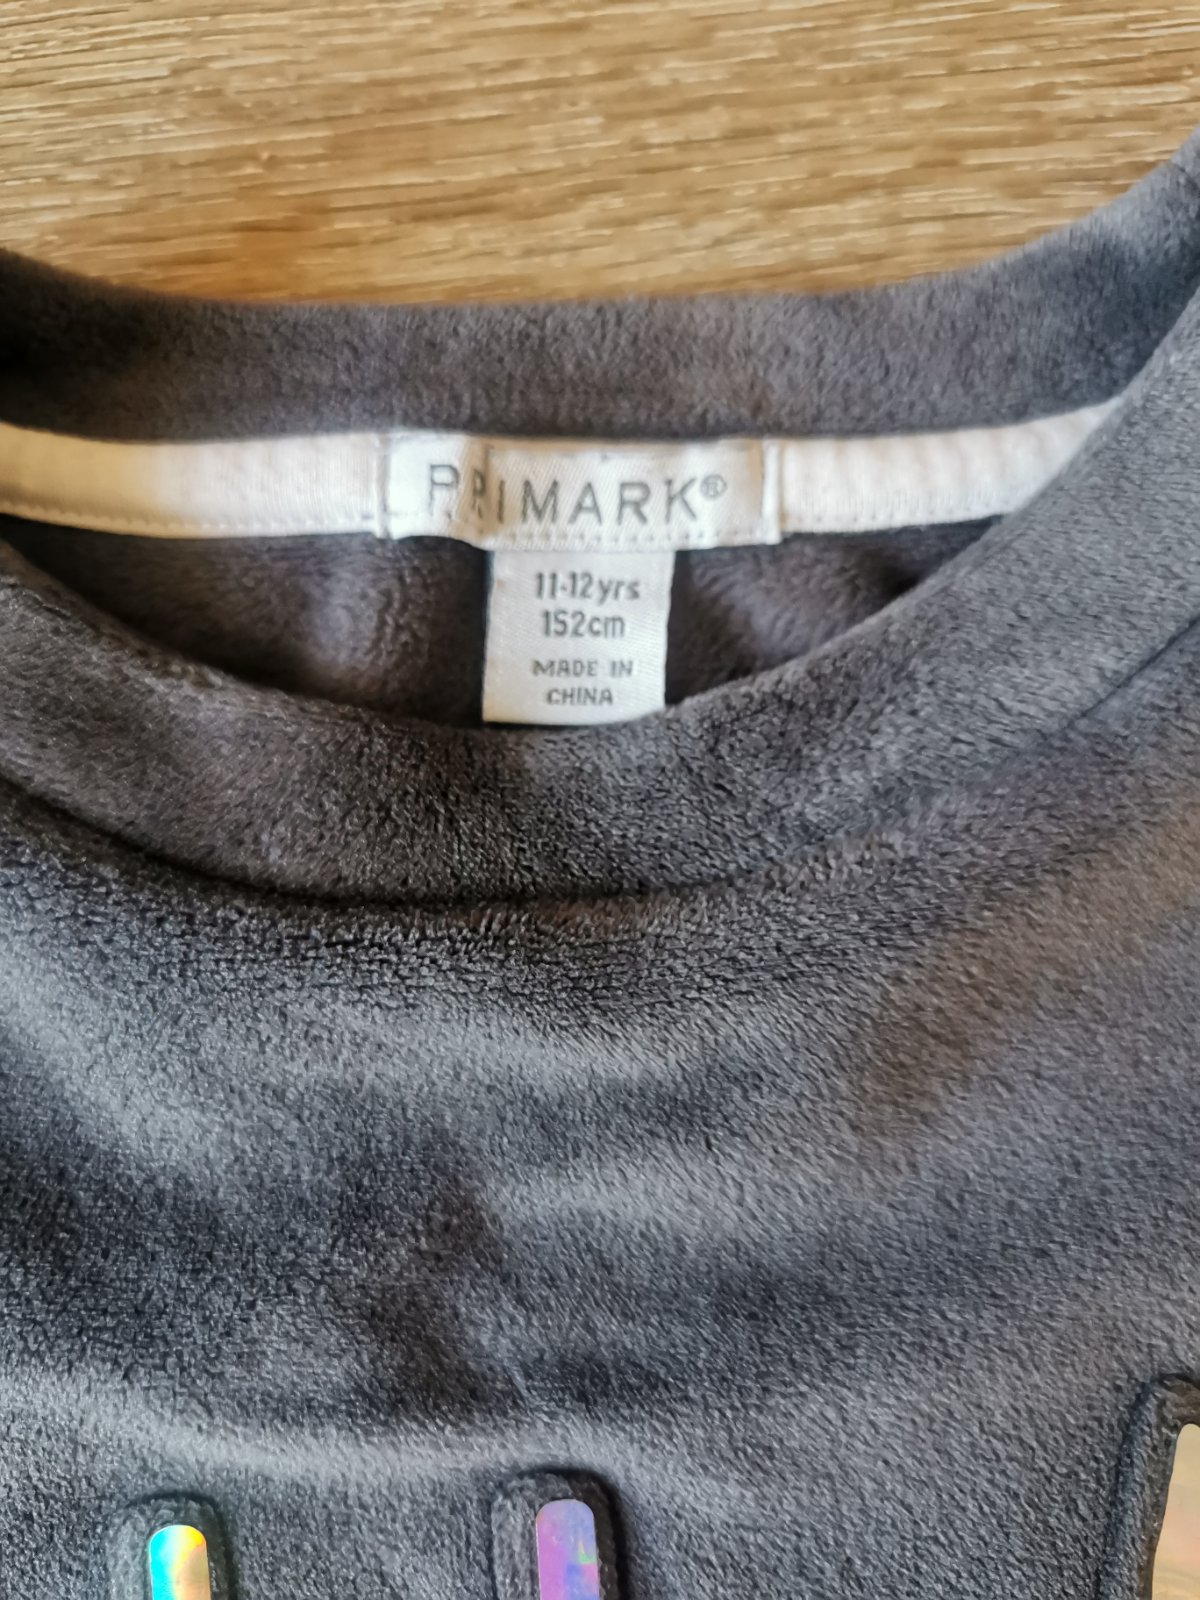 PRIMARK®
11-12yrs
152cm
MADE IN
CHINA